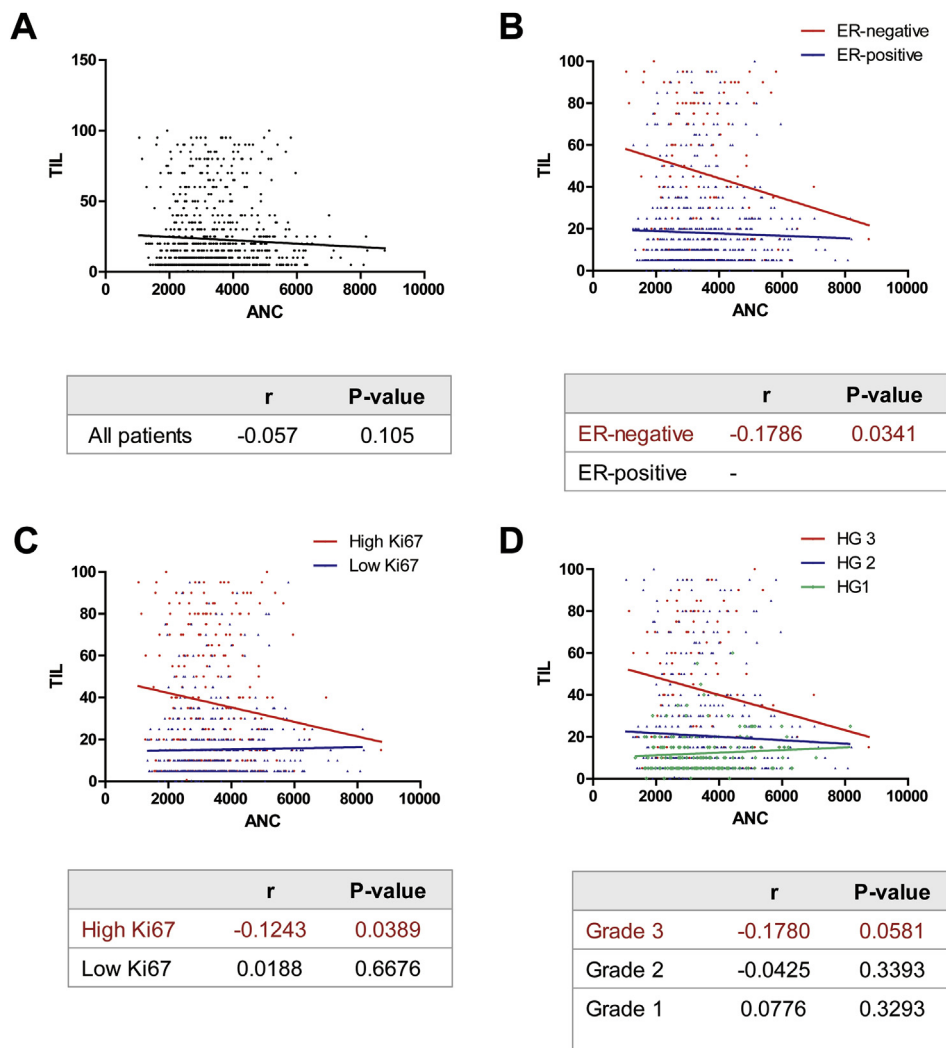 A
150
100
50
0
TIL
0 2000 4000 6000 8000 10000
ANC
r P-value
All patients -0.057 0.105
B
ER-negative
ER-positive
100
80
60
40
20
0
TIL
0 2000 4000 6000 8000 10000
ANC
r P-value
ER-negative -0.1786 0.0341
ER-positive -
C
High Ki67
Low Ki67
100
80
60
40
20
0
TIL
0 2000 4000 6000 8000 10000
ANC
r P-value
High Ki67 -0.1243 0.0389
Low Ki67 0.0188 0.6676
D
HG 3
HG 2
HG1
100
80
60
40
20
0
TIL
0 2000 4000 6000 8000 10000
ANC
r P-value
Grade 3 -0.1780 0.0581
Grade 2 -0.0425 0.3393
Grade 1 0.0776 0.3293